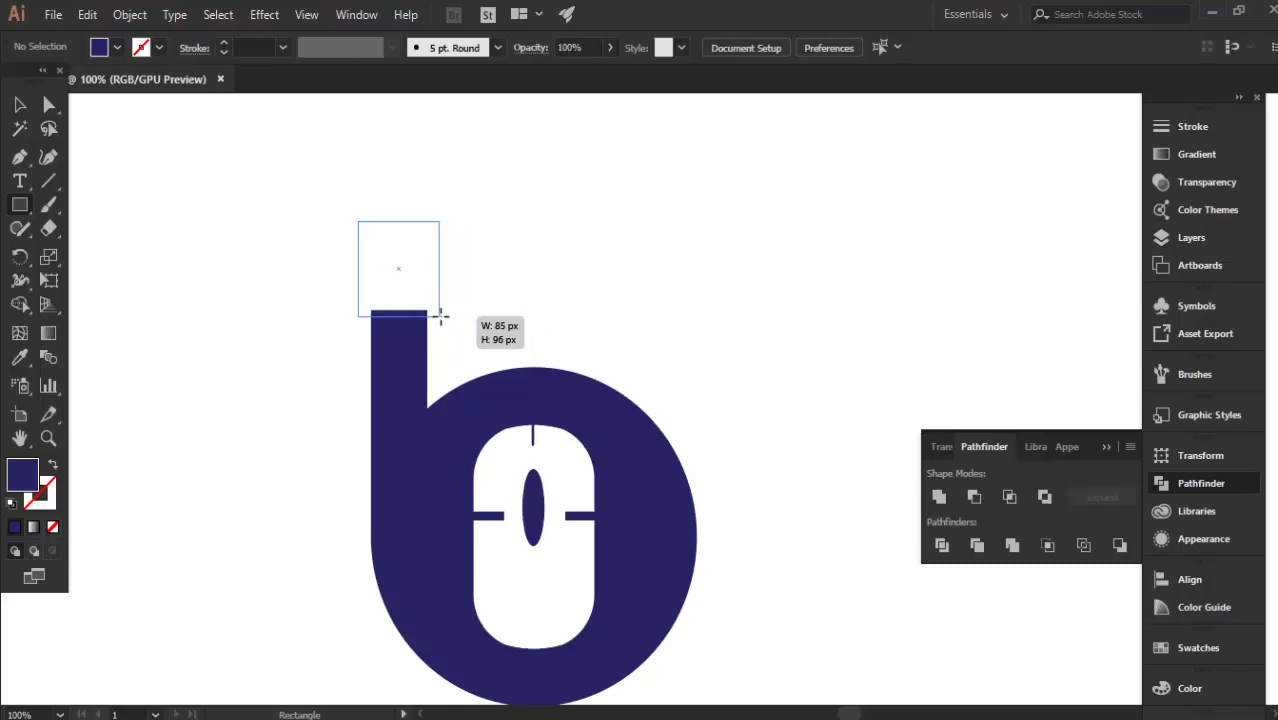 Ai File Edit Object Type Select Effect View Window Help Br St Essentials Search Adobe Stock
No Selection Stroke: 5 pt. Round Opacity: 100% Style: Document Setup Preferences
@ 100% (RGB/GPU Preview)
Stroke
Gradient
Transparency
Color Themes
Layers
Artboards
Symbols
Asset Export
W: 85 px
H: 96 px
Brushes
Graphic Styles
Tran Pathfinder Libra Appe
Transform
Shape Modes:
Pathfinder
Expand
Libraries
Pathfinders:
Appearance
Align
Color Guide
Swatches
Color
100% 1 Rectangle
b